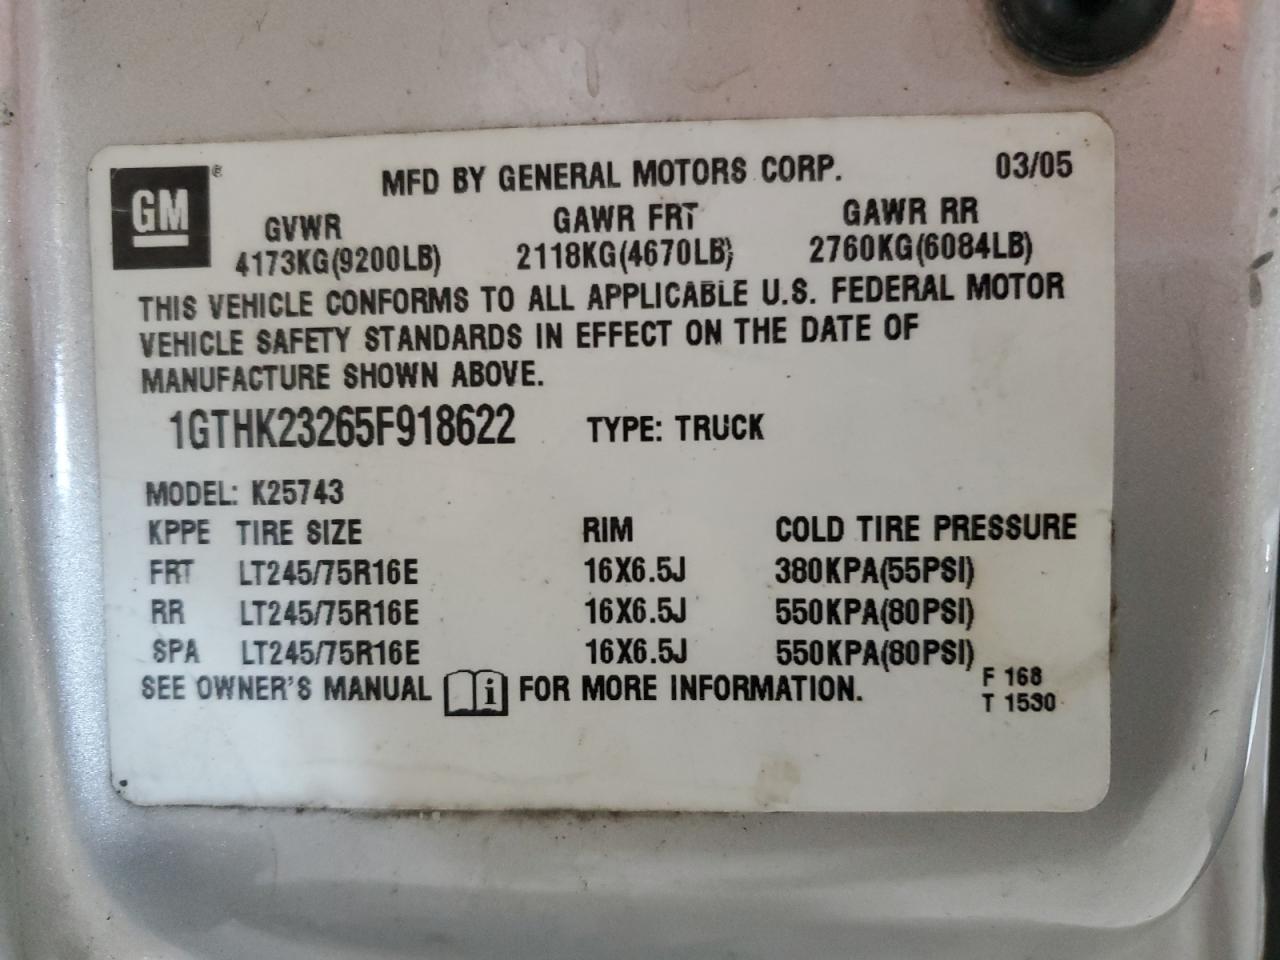 GM®
MFD BY GENERAL MOTORS CORP. 03/05
GVWR GAWR FRT GAWR RR
4173KG(9200LB) 2118KG(4670LB) 2760KG(6084LB)
THIS VEHICLE CONFORMS TO ALL APPLICABLE U.S. FEDERAL MOTOR
VEHICLE SAFETY STANDARDS IN EFFECT ON THE DATE OF
MANUFACTURE SHOWN ABOVE.
1GTHK23265F918622 TYPE: TRUCK
MODEL: K25743
KPPE TIRE SIZE RIM COLD TIRE PRESSURE
FRT LT245/75R16E 16X6.5J 380KPA(55PSI)
RR LT245/75R16E 16X6.5J 550KPA(80PSI)
SPA LT245/75R16E 16X6.5J 550KPA(80PSI)
SEE OWNER'S MANUAL i FOR MORE INFORMATION.
F 168
T 1530